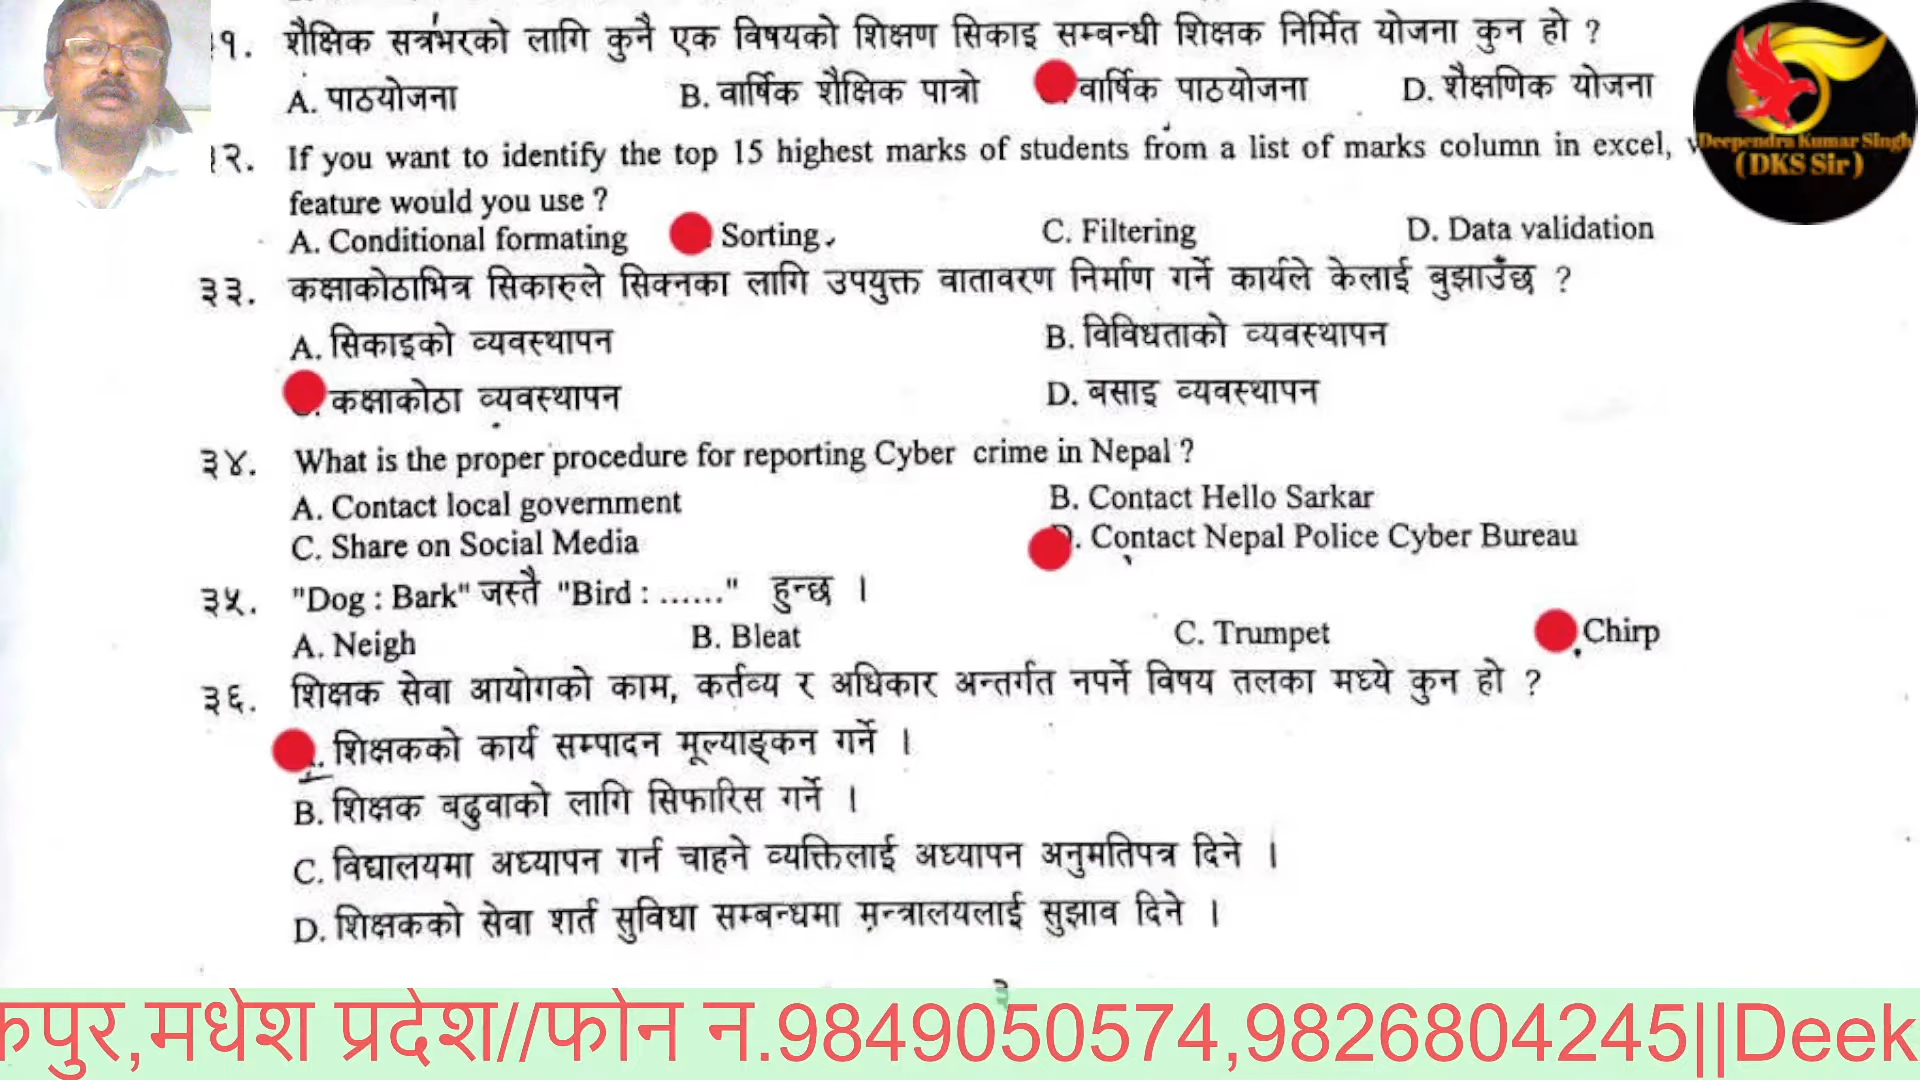 १. शैक्षिक सत्रभरको लागि कुनै एक विषयको शिक्षण सिकाइ सम्बन्धी शिक्षक निर्मित योजना कुन हो ?
A. पाठयोजना B. वार्षिक शैक्षिक पात्रो वार्षिक पाठयोजना D. शैक्षणिक योजना
३२. If you want to identify the top 15 highest marks of students from a list of marks column in excel,
feature would you use ?
A. Conditional formating Sorting. C. Filtering D. Data validation
Deependra Kumar Singh
(DKS Sir)
३३. कक्षाकोठाभित्र सिकारुले सिक्नका लागि उपयुक्त वातावरण निर्माण गर्ने कार्यले केलाई बुझाउँछ ?
A. सिकाइको व्यवस्थापन B. विविधताको व्यवस्थापन
कक्षाकोठा व्यवस्थापन D. बसाइ व्यवस्थापन
३४. What is the proper procedure for reporting Cyber crime in Nepal ?
A. Contact local government B. Contact Hello Sarkar
C. Share on Social Media D. Contact Nepal Police Cyber Bureau
३५. "Dog : Bark" जस्तै "Bird : ......" हुन्छ ।
A. Neigh B. Bleat C. Trumpet Chirp
३६. शिक्षक सेवा आयोगको काम, कर्तव्य र अधिकार अन्तर्गत नपर्ने विषय तलका मध्ये कुन हो ?
शिक्षकको कार्य सम्पादन मूल्याङ्कन गर्ने ।
B. शिक्षक बढुवाको लागि सिफारिस गर्ने ।
C. विद्यालयमा अध्यापन गर्न चाहने व्यक्तिलाई अध्यापन अनुमतिपत्र दिने ।
D. शिक्षकको सेवा शर्त सुविधा सम्बन्धमा मन्त्रालयलाई सुझाव दिने ।
३
कपुर,मधेश प्रदेश//फोन न.9849050574,9826804245||Deek